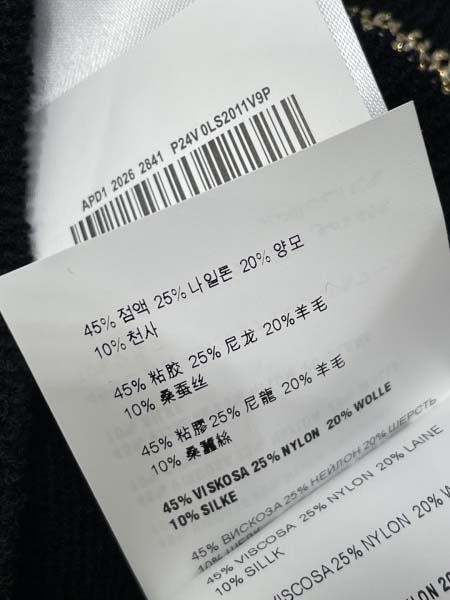 APD1 2026 2841 P24V 0LS2011V9P
45% 점액 25% 나일론 20% 양모
10% 천사
45% 粘胶 25% 尼龙 20% 羊毛
10% 桑蚕丝
45% 粘膠 25% 尼龍 20% 羊毛
10% 桑蠶絲
45% VISKOSA 25% NYLON 20% WOLLE
10% SILKE
45% ВИСКОЗА 25% НЕЙЛОН 20% ШЕРСТЬ
10%
45% VISCOSA 25% NYLON 20% LAINE
10% SILLK
VISCOSA 25% NYLON 20%
NYLON